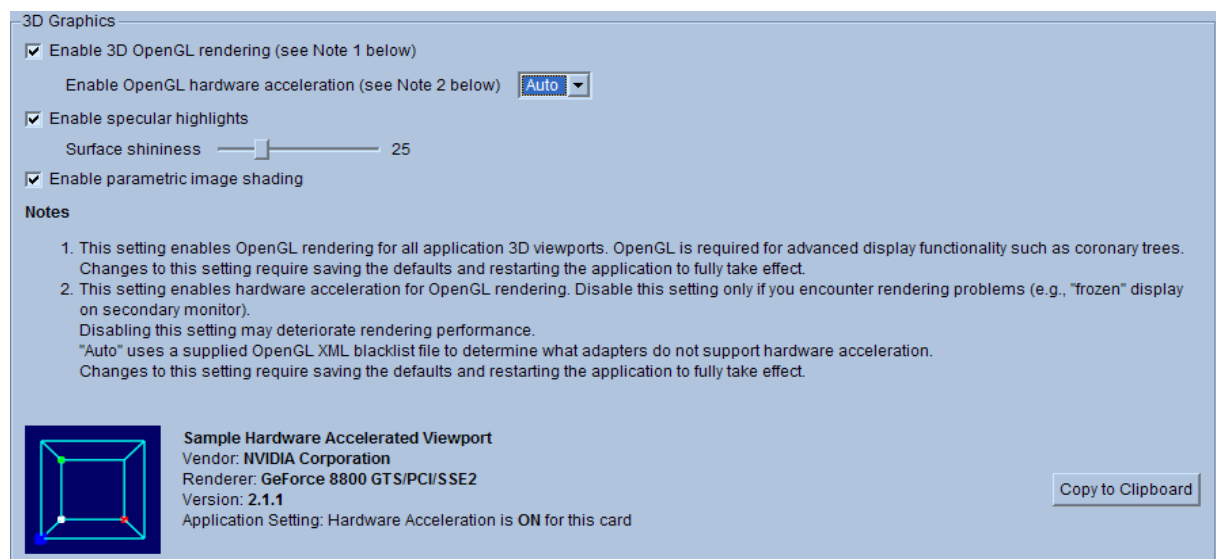 3D Graphics
Enable 3D OpenGL rendering (see Note 1 below)
Enable OpenGL hardware acceleration (see Note 2 below) Auto
Enable specular highlights
Surface shininess 25
Enable parametric image shading
Notes
1. This setting enables OpenGL rendering for all application 3D viewports. OpenGL is required for advanced display functionality such as coronary trees.
Changes to this setting require saving the defaults and restarting the application to fully take effect.
2. This setting enables hardware acceleration for OpenGL rendering. Disable this setting only if you encounter rendering problems (e.g., "frozen" display
on secondary monitor).
Disabling this setting may deteriorate rendering performance.
"Auto" uses a supplied OpenGL XML blacklist file to determine what adapters do not support hardware acceleration.
Changes to this setting require saving the defaults and restarting the application to fully take effect.
Sample Hardware Accelerated Viewport
Vendor: NVIDIA Corporation
Renderer: GeForce 8800 GTS/PCI/SSE2
Version: 2.1.1
Application Setting: Hardware Acceleration is ON for this card
Copy to Clipboard